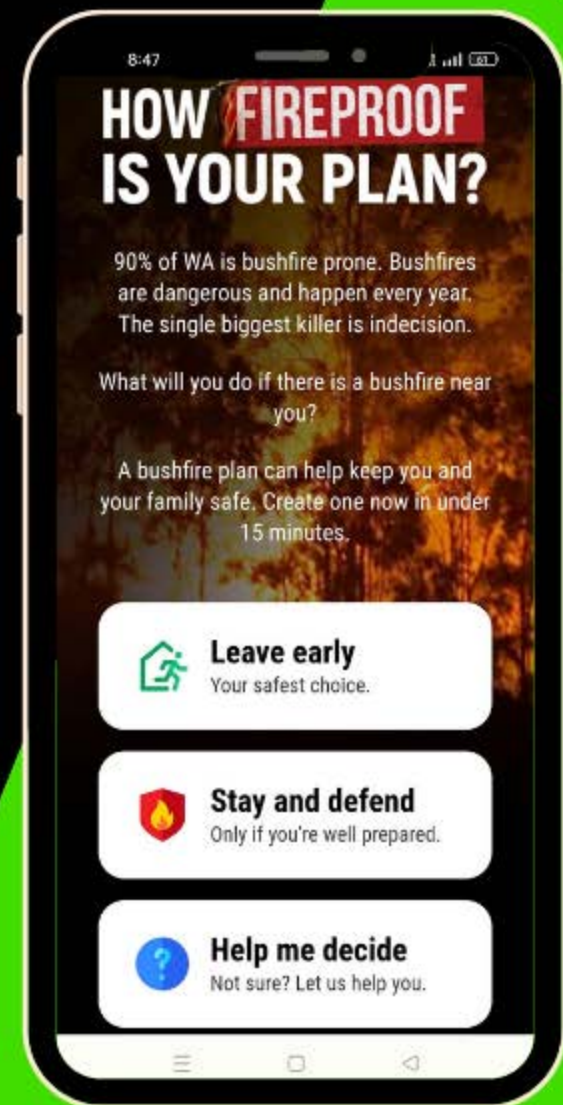 8:47
61
HOW FIREPROOF
IS YOUR PLAN?
90% of WA is bushfire prone. Bushfires
are dangerous and happen every year.
The single biggest killer is indecision.
What will you do if there is a bushfire near
you?
A bushfire plan can help keep you and
your family safe. Create one now in under
15 minutes.
Leave early
Your safest choice.
Stay and defend
Only if you're well prepared.
Help me decide
Not sure? Let us help you.